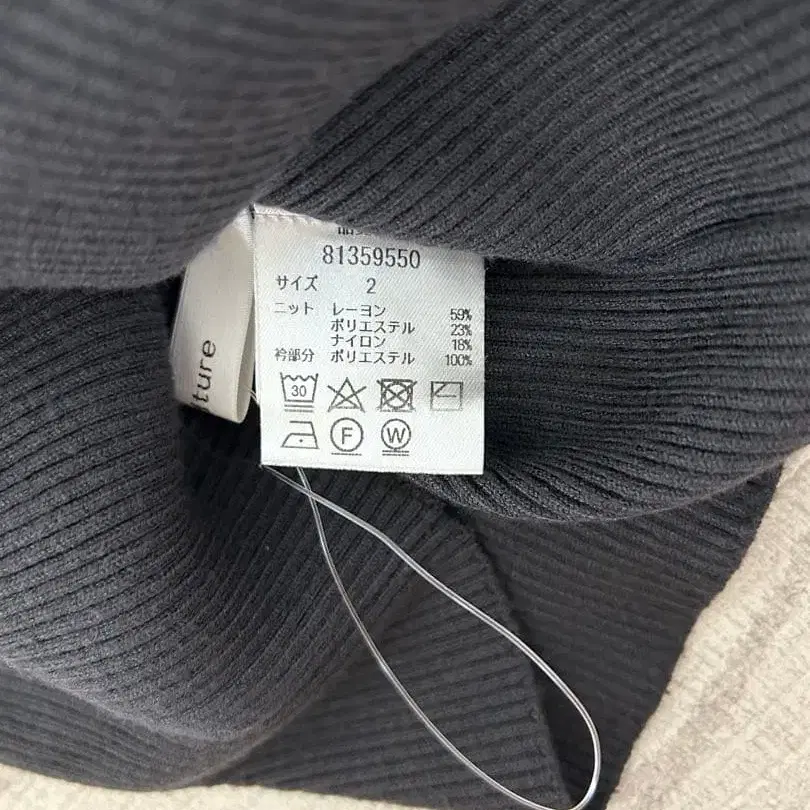 81359550
サイズ 2
ニット レーヨン 59%
ポリエステル 23%
ナイロン 18%
衿部分 ポリエステル 100%
30
F W
ture